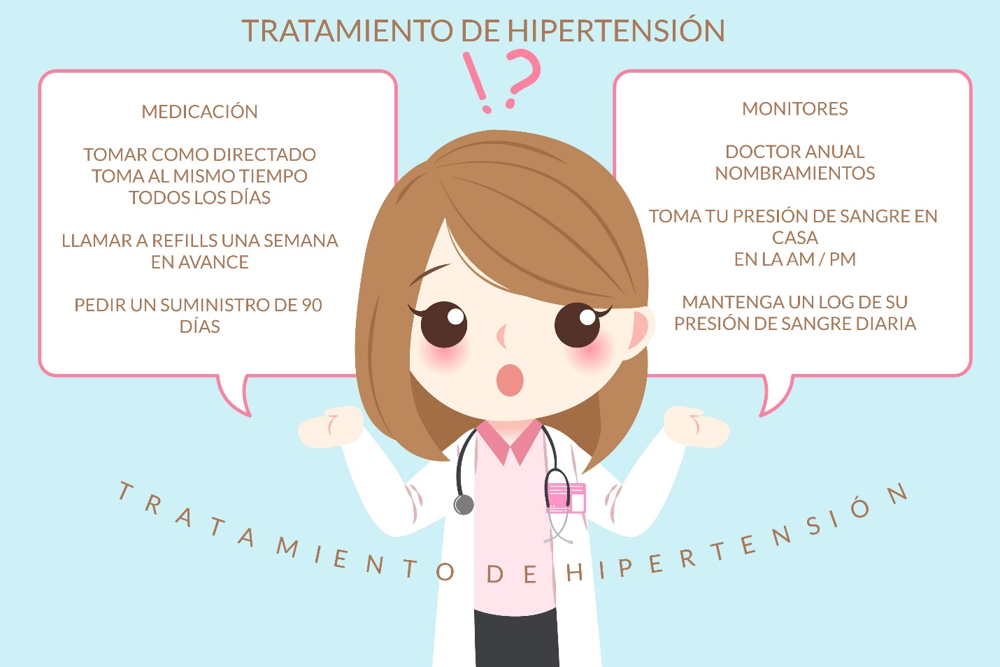 TRATAMIENTO DE HIPERTENSIÓN
!?
MEDICACIÓN
TOMAR COMO DIRECTADO
TOMA AL MISMO TIEMPO
TODOS LOS DÍAS
LLAMAR A REFILLS UNA SEMANA
EN AVANCE
PEDIR UN SUMINISTRO DE 90
DÍAS
MONITORES
DOCTOR ANUAL
NOMBRAMIENTOS
TOMA TU PRESIÓN DE SANGRE EN
CASA
EN LA AM / PM
MANTENGA UN LOG DE SU
PRESIÓN DE SANGRE DIARIA
TRATAMIENTO DE HIPERTENSIÓN